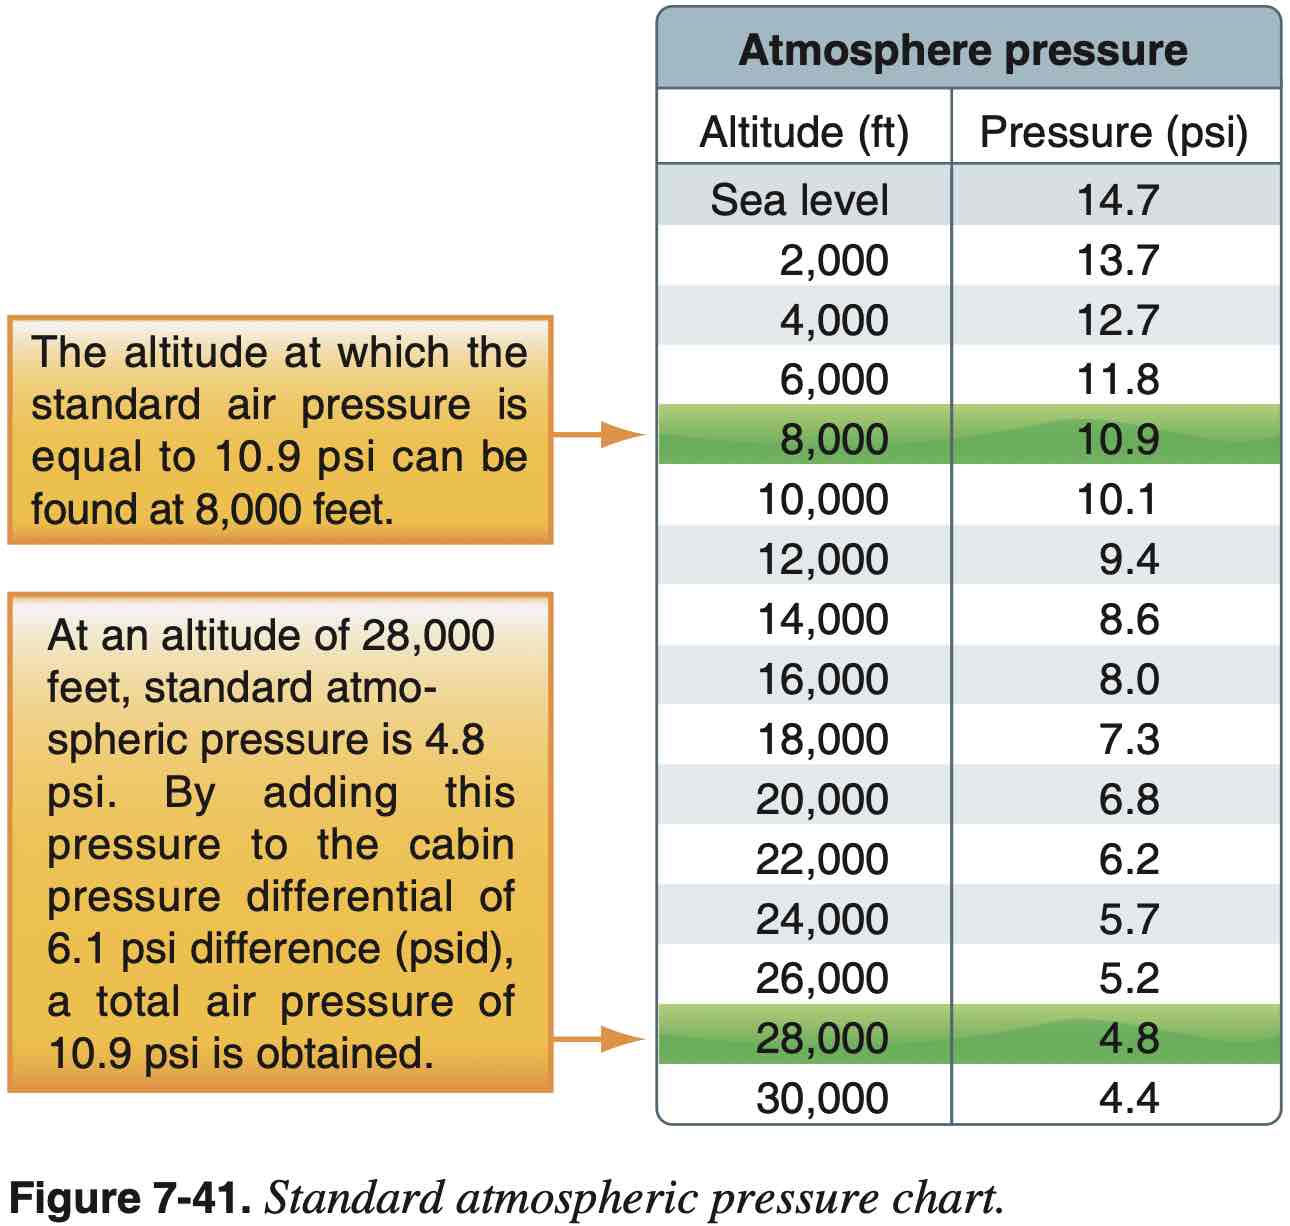 Atmosphere pressure
Altitude (ft) Pressure (psi)
Sea level 14.7
2,000 13.7
4,000 12.7
6,000 11.8
8,000 10.9
10,000 10.1
12,000 9.4
14,000 8.6
16,000 8.0
18,000 7.3
20,000 6.8
22,000 6.2
24,000 5.7
26,000 5.2
28,000 4.8
30,000 4.4
The altitude at which the
standard air pressure is
equal to 10.9 psi can be
found at 8,000 feet.
At an altitude of 28,000
feet, standard atmo-
spheric pressure is 4.8
psi. By adding this
pressure to the cabin
pressure differential of
6.1 psi difference (psid),
a total air pressure of
10.9 psi is obtained.
Figure 7-41. Standard atmospheric pressure chart.